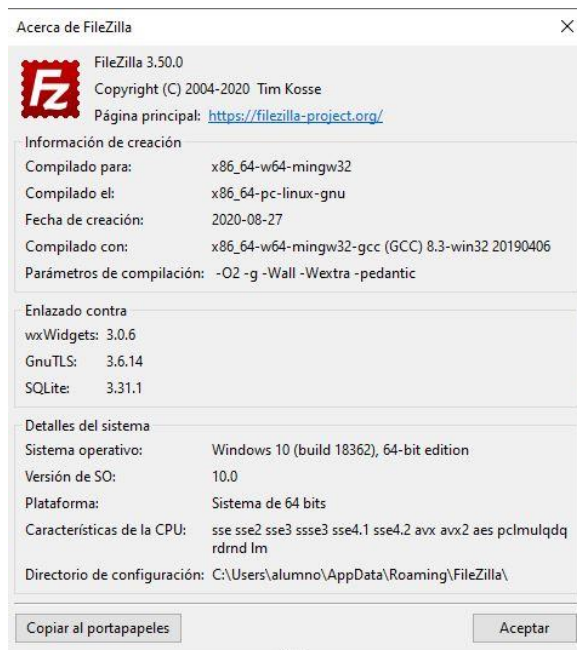 Acerca de FileZilla
Fz
FileZilla 3.50.0
Copyright (C) 2004-2020 Tim Kosse
Página principal: https://filezilla-project.org/
Información de creación
Compilado para: x86_64-w64-mingw32
Compilado el: x86_64-pc-linux-gnu
Fecha de creación: 2020-08-27
Compilado con: x86_64-w64-mingw32-gcc (GCC) 8.3-win32 20190406
Parámetros de compilación: -O2 -g -Wall -Wextra -pedantic
Enlazado contra
wxWidgets: 3.0.6
GnuTLS: 3.6.14
SQLite: 3.31.1
Detalles del sistema
Sistema operativo: Windows 10 (build 18362), 64-bit edition
Versión de SO: 10.0
Plataforma: Sistema de 64 bits
Características de la CPU: sse sse2 sse3 ssse3 sse4.1 sse4.2 avx avx2 aes pclmulqdq
rdrnd lm
Directorio de configuración: C:\Users\alumno\AppData\Roaming\FileZilla\
Copiar al portapapeles Aceptar